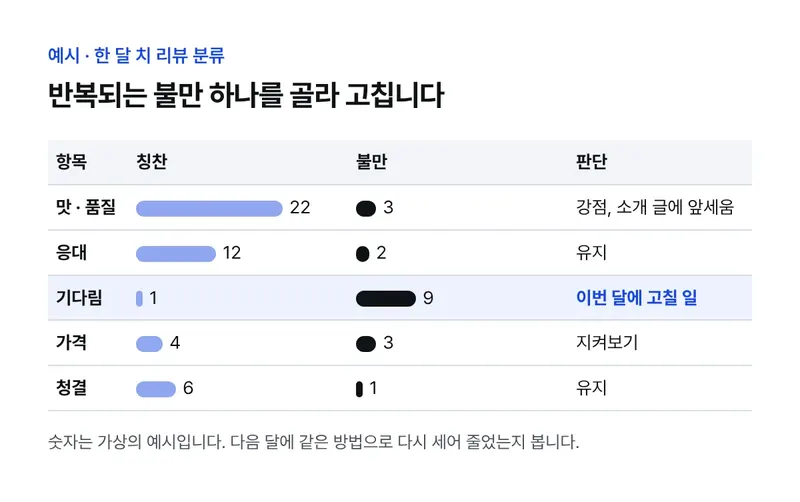 예시 · 한 달 치 리뷰 분류
반복되는 불만 하나를 골라 고칩니다
항목 칭찬 불만 판단
맛 · 품질 22 3 강점, 소개 글에 앞세움
응대 12 2 유지
기다림 1 9 이번 달에 고칠 일
가격 4 3 지켜보기
청결 6 1 유지
숫자는 가상의 예시입니다. 다음 달에 같은 방법으로 다시 세어 줄었는지 봅니다.